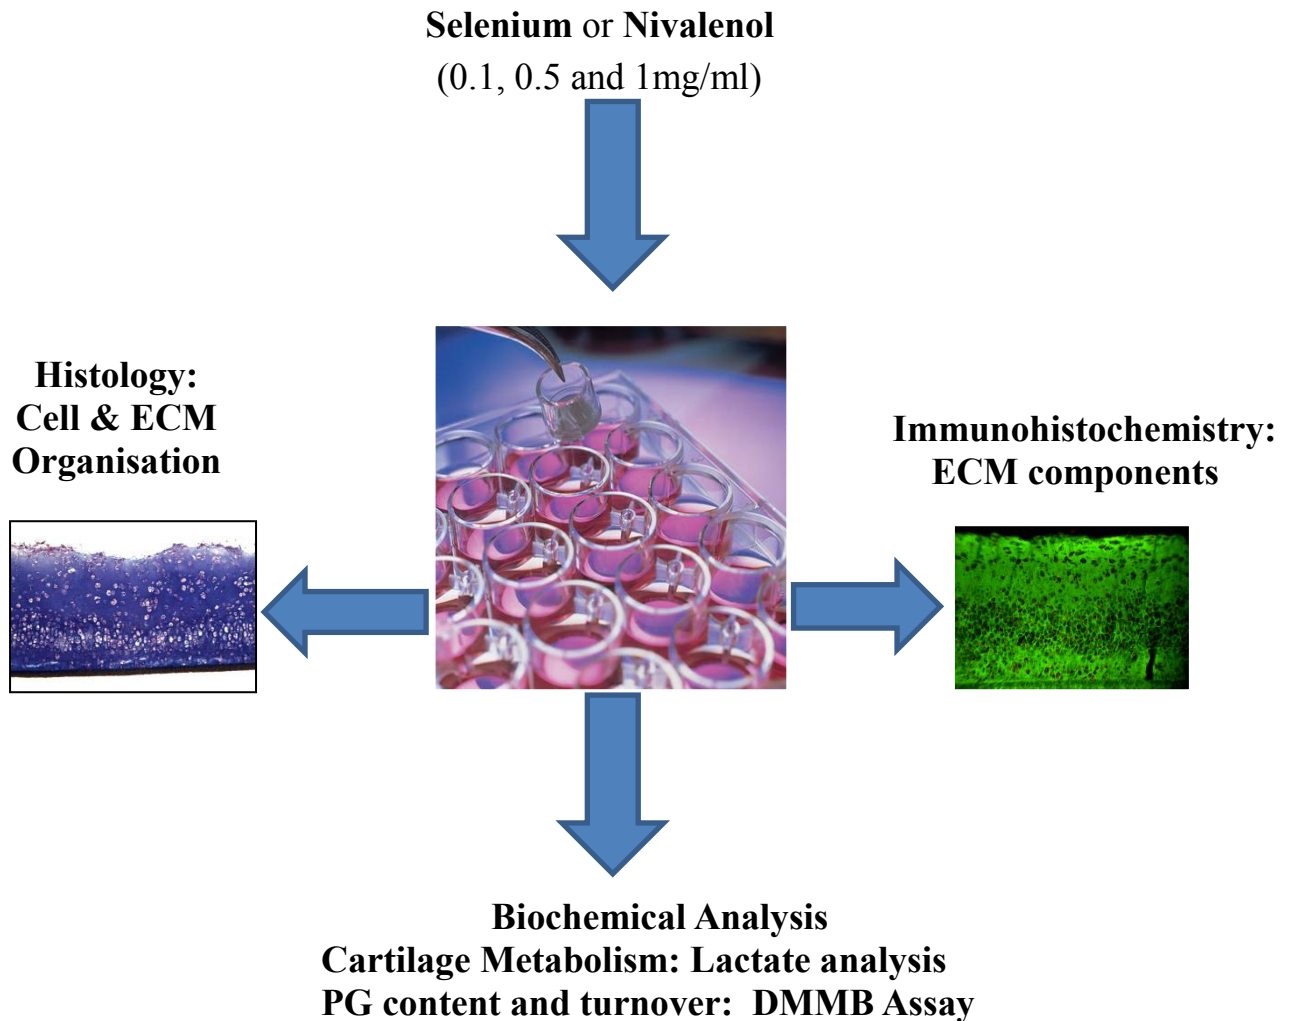 Selenium or Nivalenol
(0.1, 0.5 and 1mg/ml)
Histology:
Cell & ECM
Organisation
Immunohistochemistry:
ECM components
Biochemical Analysis
Cartilage Metabolism: Lactate analysis
PG content and turnover: DMMB Assay